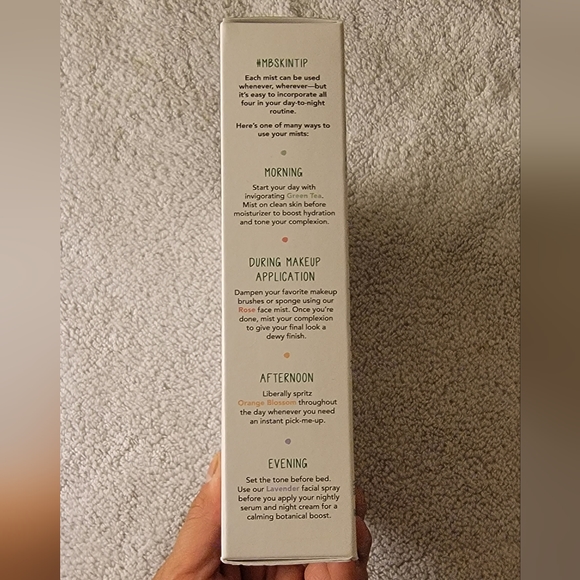 #MBSKINTIP
Each mist can be used
whenever, wherever—but
it's easy to incorporate all
four in your day-to-night
routine.
Here's one of many ways to
use your mists:
MORNING
Start your day with
invigorating Green Tea.
Mist on clean skin before
moisturizer to boost hydration
and tone your complexion.
DURING MAKEUP
APPLICATION
Dampen your favorite makeup
brushes or sponge using our
Rose face mist. Once you're
done, mist your complexion
to give your final look a
dewy finish.
AFTERNOON
Liberally spritz
Orange Blossom throughout
the day whenever you need
an instant pick-me-up.
EVENING
Set the tone before bed.
Use our Lavender facial spray
before you apply your nightly
serum and night cream for a
calming botanical boost.